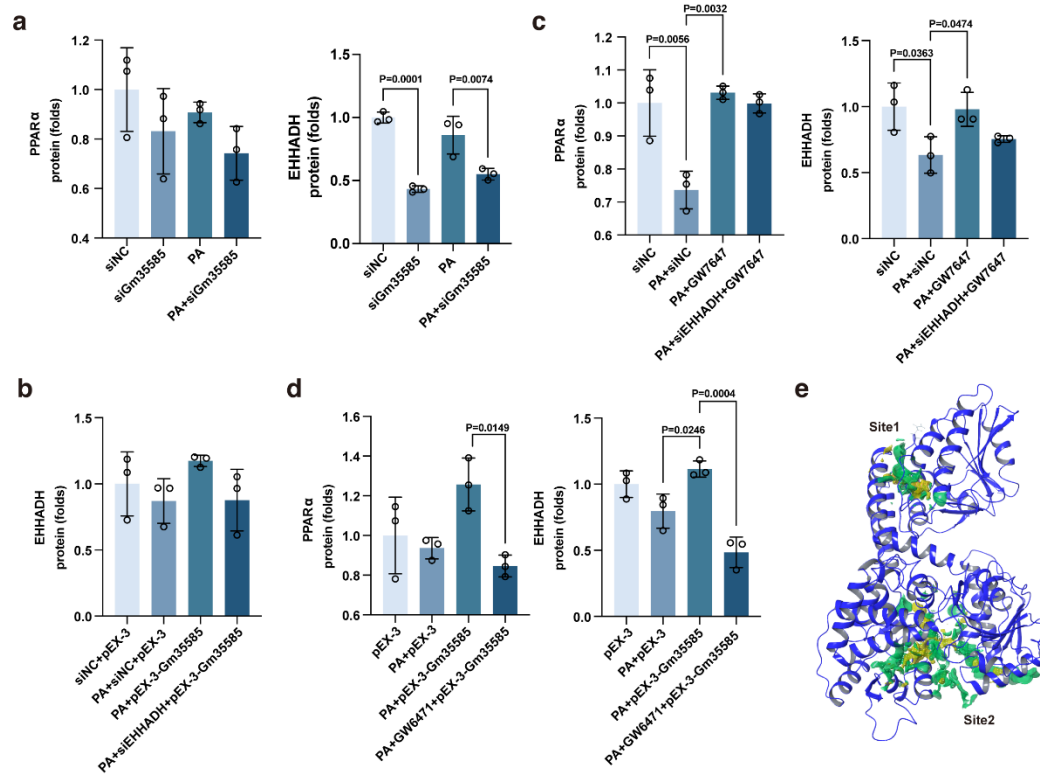 a
PPARα
protein (folds)
1.2
1.0
0.8
0.6
0.4
siNC
siGm35585
PA
PA+siGm35585
EHHADH
protein (folds)
1.5
1.0
0.5
0.0
P=0.0001
P=0.0074
siNC
siGm35585
PA
PA+siGm35585
c
PPARα
protein (folds)
1.2
1.1
1.0
0.9
0.8
0.7
0.6
P=0.0032
P=0.0056
siNC
PA+siNC
PA+GW7647
PA+siEHHADH+GW7647
EHHADH
protein (folds)
1.5
1.0
0.5
0.0
P=0.0474
P=0.0363
siNC
PA+siNC
PA+GW7647
PA+siEHHADH+GW7647
b
EHHADH
protein (folds)
1.5
1.0
0.5
0.0
siNC+pEX-3
PA+siNC+pEX-3
PA+pEX-3-Gm35585
PA+siEHHADH+pEX-3-Gm3585
d
PPARα
protein (folds)
1.6
1.4
1.2
1.0
0.8
0.6
P=0.0149
pEX-3
PA+pEX-3
PA+pEX-3-Gm35585
PA+GW6471+pEX-3-Gm35585
EHHADH
protein (folds)
1.5
1.0
0.5
0.0
P=0.0004
P=0.0246
pEX-3
PA+pEX-3
PA+pEX-3-Gm35585
PA+GW6471+pEX-3-Gm35585
e
Site1
Site2